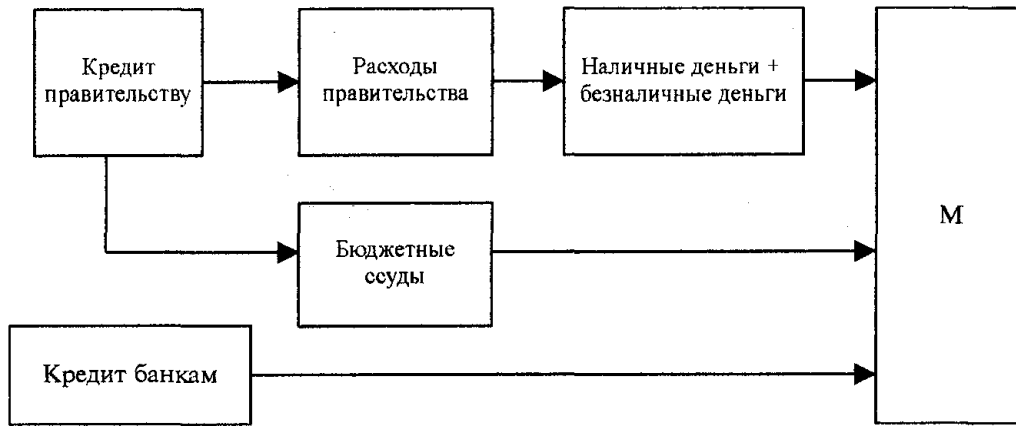 Кредит
правительству
Расходы
правительства
Наличные деньги +
безналичные деньги
М
Бюджетные
ссуды
Кредит банкам